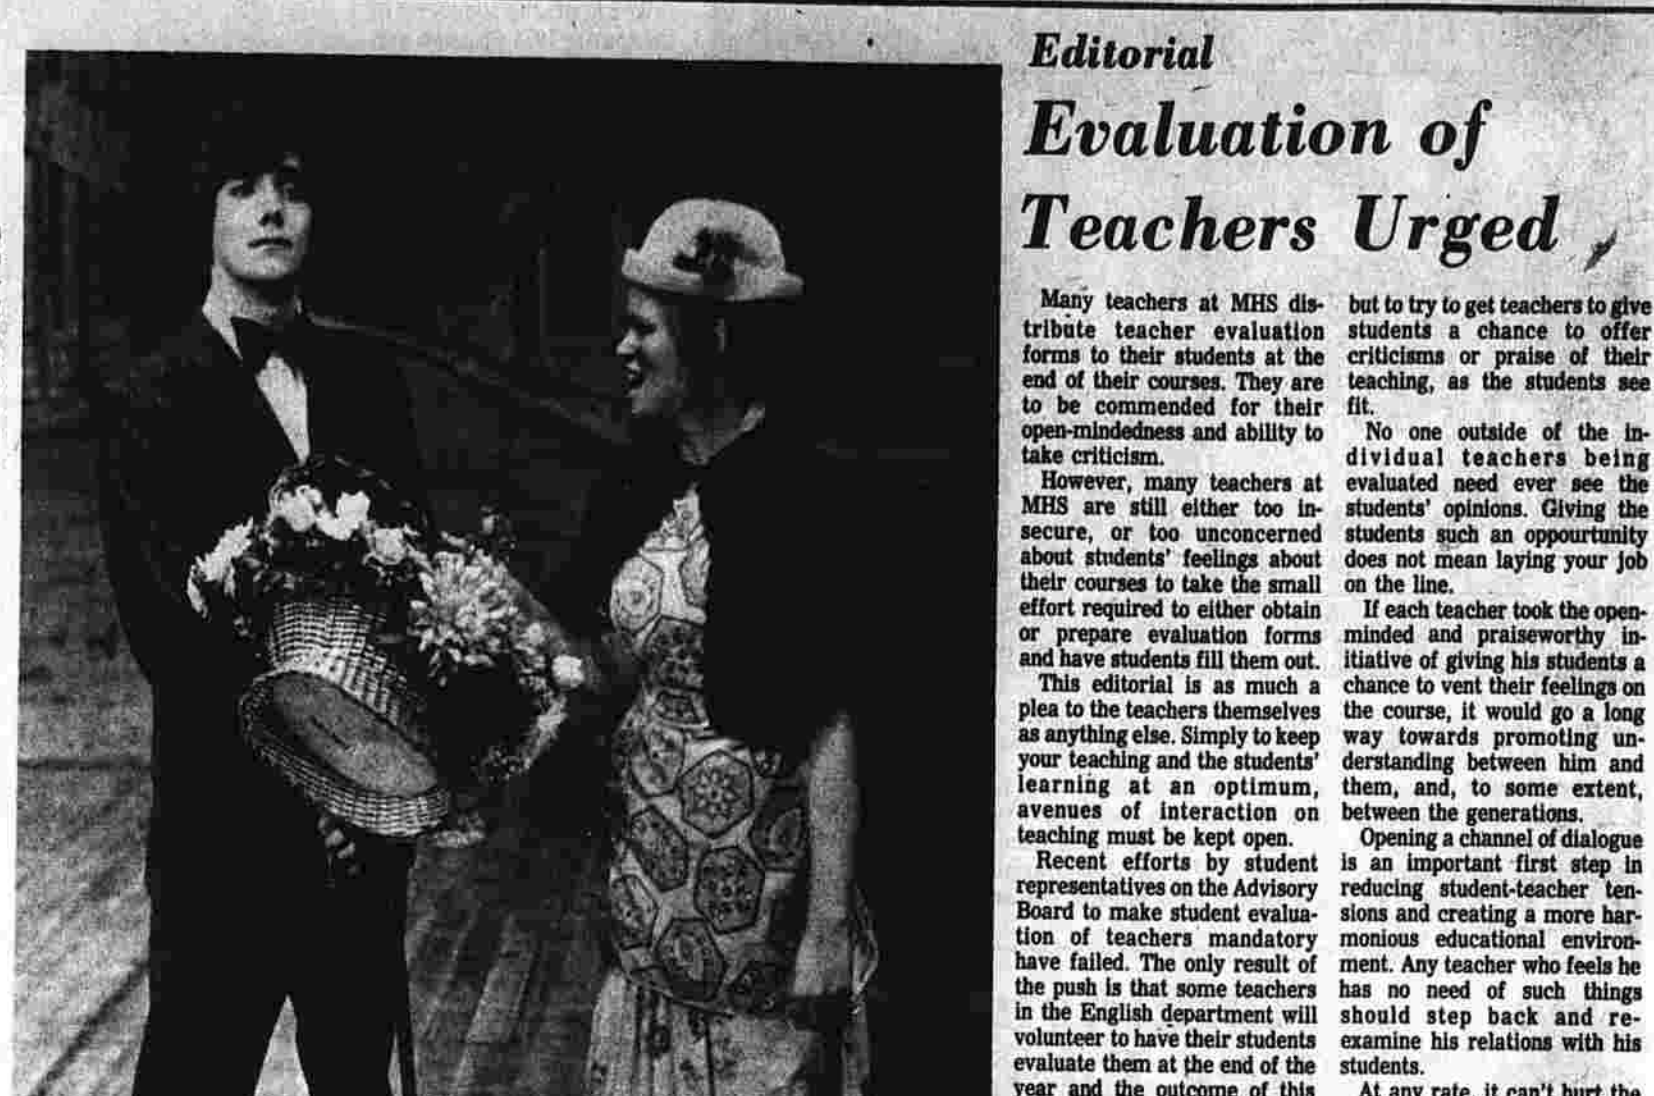 Editorial
Evaluation of
Teachers Urged
Many teachers at MHS dis-
tribute teacher evaluation
forms to their students at the
end of their courses. They are
to be commended for their
open-mindedness and ability to
take criticism.
However, many teachers at
MHS are still either too in-
secure, or too unconcerned
about students' feelings about
their courses to take the small
effort required to either obtain
or prepare evaluation forms
and have students fill them out.
This editorial is as much a
plea to the teachers themselves
as anything else. Simply to keep
your teaching and the students'
learning at an optimum,
avenues of interaction on
teaching must be kept open.
Recent efforts by student
representatives on the Advisory
Board to make student evalua-
tion of teachers mandatory
have failed. The only result of
the push is that some teachers
in the English department will
volunteer to have their students
evaluate them at the end of the
year and the outcome of this
but to try to get teachers to give
students a chance to offer
criticisms or praise of their
teaching, as the students see
fit.
No one outside of the in-
dividual teachers being
evaluated need ever see the
students' opinions. Giving the
students such an oppourtunity
does not mean laying your job
on the line.
If each teacher took the open-
minded and praiseworthy in-
itiative of giving his students a
chance to vent their feelings on
the course, it would go a long
way towards promoting un-
derstanding between him and
them, and, to some extent,
between the generations.
Opening a channel of dialogue
is an important first step in
reducing student-teacher ten-
sions and creating a more har-
monious educational environ-
ment. Any teacher who feels he
has no need of such things
should step back and re-
examine his relations with his
students.
At any rate, it can't hurt the